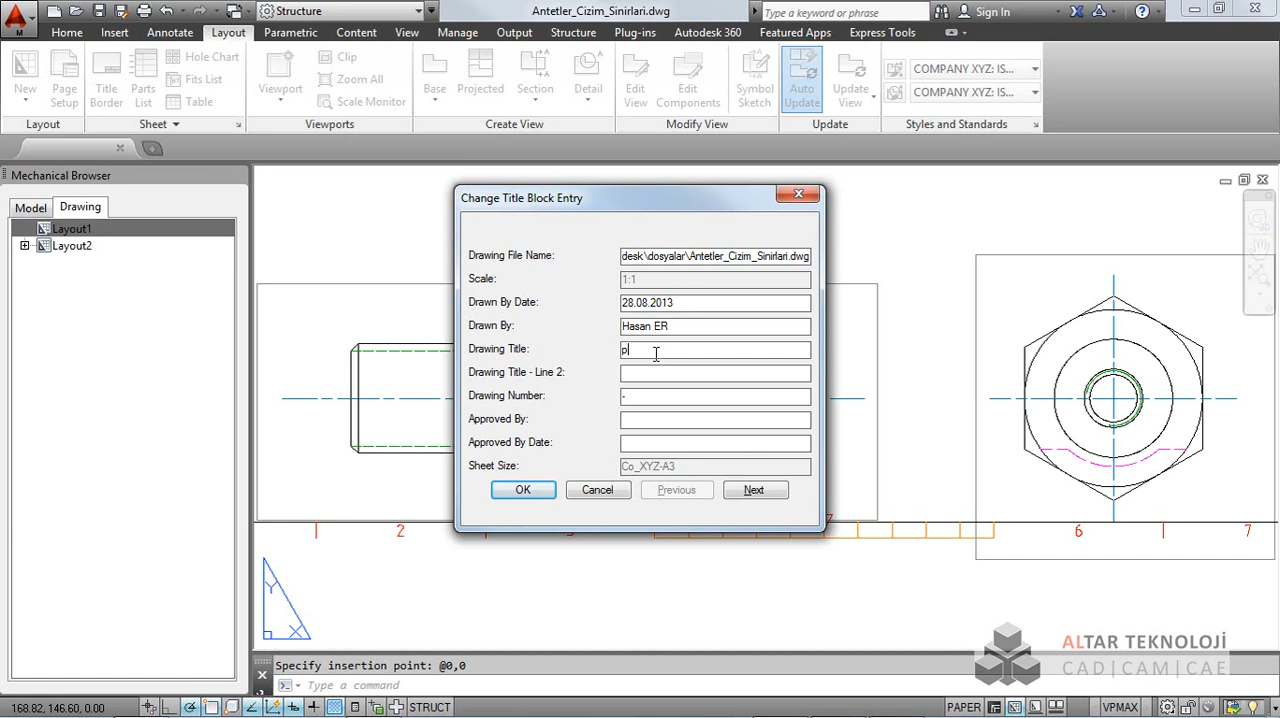 Structure
Antetler_Cizim_Sinirlari.dwg
Type a keyword or phrase
Sign In
Home Insert Annotate Layout Parametric Content View Manage Output Structure Plug-ins Autodesk 360 Featured Apps Express Tools
New
Page Setup
Layout
Title Border
Parts List
Hole Chart
Fits List
Table
Sheet
Viewport
Clip
Zoom All
Scale Monitor
Viewports
Base
Projected
Section
Detail
Create View
Edit View
Edit Components
Symbol Sketch
Modify View
Auto Update
Update View
Update
COMPANY XYZ: IS...
COMPANY XYZ: IS...
Styles and Standards
Mechanical Browser
Model Drawing
Layout1
Layout2
Change Title Block Entry
Drawing File Name: desk\dosyalar\Antetler_Cizim_Sinirlari.dwg
Scale: 1:1
Drawn By Date: 28.08.2013
Drawn By: Hasan ER
Drawing Title: p
Drawing Title - Line 2:
Drawing Number: -
Approved By:
Approved By Date:
Sheet Size: Co_XYZ-A3
OK Cancel Previous Next
2 6 7
Y
X
ALTAR TEKNOLOJİ
CAD|CAM|CAE
Specify insertion point: @0,0
Type a command
168.82, 146.60, 0.00
STRUCT
PAPER
VPMAX